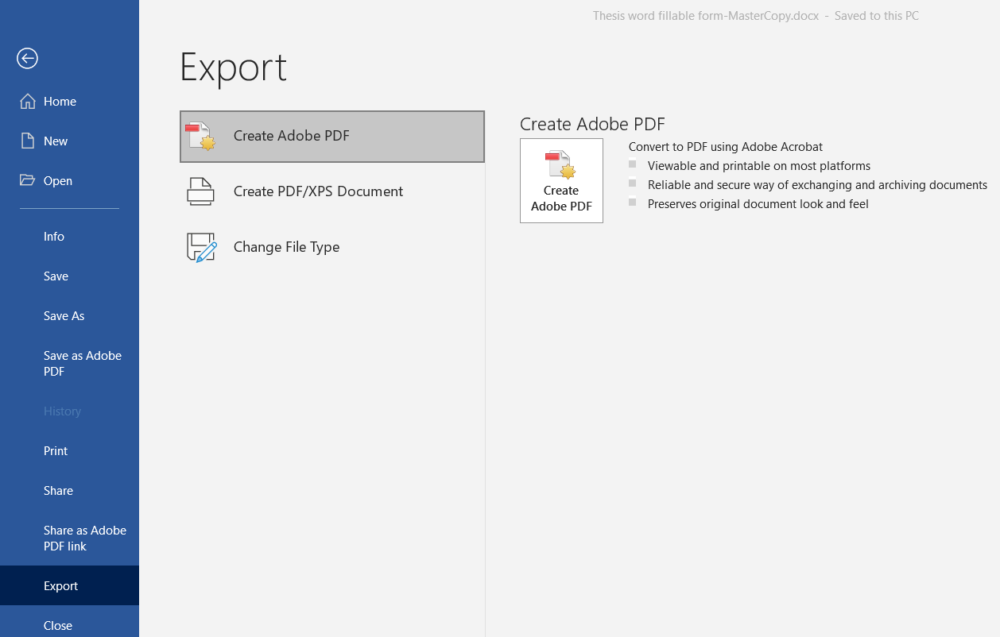 Thesis word fillable form-MasterCopy.docx - Saved to this PC
Home
New
Open
Info
Save
Save As
Save as Adobe
PDF
History
Print
Share
Share as Adobe
PDF link
Export
Close
Export
Create Adobe PDF
Create PDF/XPS Document
Change File Type
Create Adobe PDF
Create
Adobe PDF
Convert to PDF using Adobe Acrobat
Viewable and printable on most platforms
Reliable and secure way of exchanging and archiving documents
Preserves original document look and feel